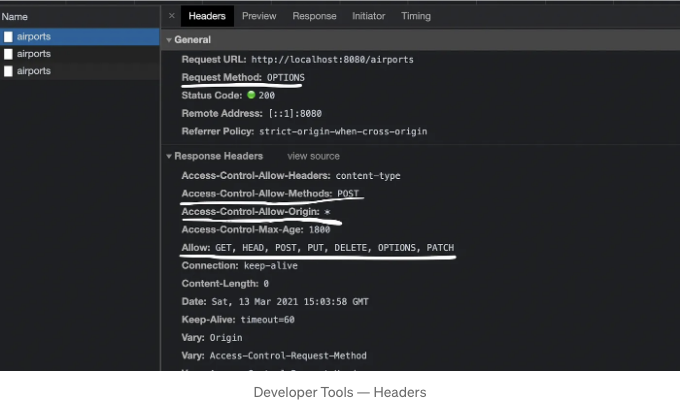 Name
× Headers Preview Response Initiator Timing
airports
airports
airports
▼ General
Request URL: http://localhost:8080/airports
Request Method: OPTIONS
Status Code: 200
Remote Address: [::1]:8080
Referrer Policy: strict-origin-when-cross-origin
▼ Response Headers view source
Access-Control-Allow-Headers: content-type
Access-Control-Allow-Methods: POST
Access-Control-Allow-Origin: *
Access-Control-Max-Age: 1800
Allow: GET, HEAD, POST, PUT, DELETE, OPTIONS, PATCH
Connection: keep-alive
Content-Length: 0
Date: Sat, 13 Mar 2021 15:03:58 GMT
Keep-Alive: timeout=60
Vary: Origin
Vary: Access-Control-Request-Method
Developer Tools — Headers